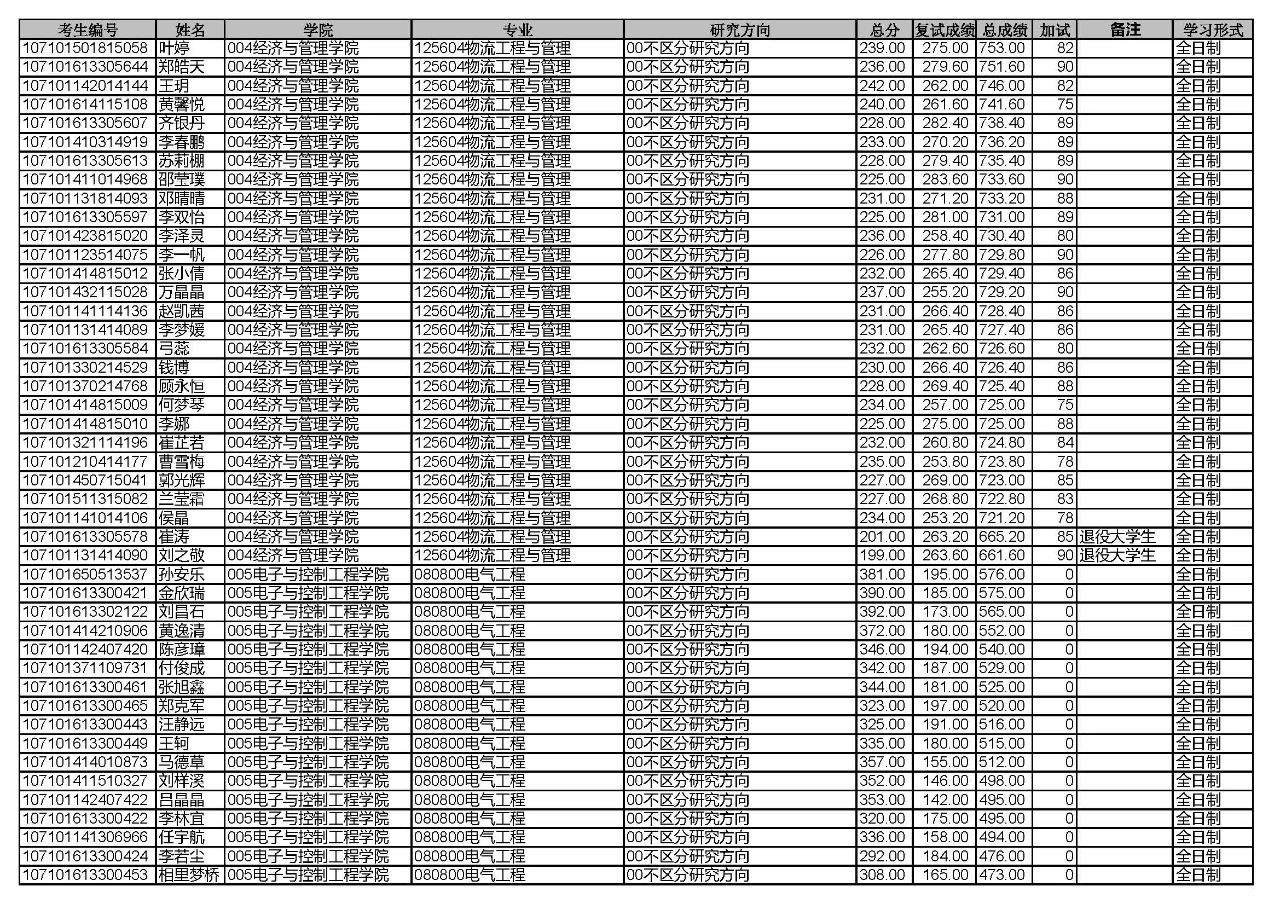 考生编号 姓名 学院 专业 研究方向 总分 复试成绩 总成绩 加试 备注 学习形式
107101501815058 叶婷 004经济与管理学院 125604物流工程与管理 00不区分研究方向 239.00 275.00 753.00 82 全日制
107101613305644 郑皓天 004经济与管理学院 125604物流工程与管理 00不区分研究方向 236.00 279.60 751.60 90 全日制
107101142014144 王玥 004经济与管理学院 125604物流工程与管理 00不区分研究方向 242.00 262.00 746.00 82 全日制
107101614115108 黄馨悦 004经济与管理学院 125604物流工程与管理 00不区分研究方向 240.00 261.60 741.60 75 全日制
107101613305607 齐银丹 004经济与管理学院 125604物流工程与管理 00不区分研究方向 228.00 282.40 738.40 89 全日制
107101410314919 李春鹏 004经济与管理学院 125604物流工程与管理 00不区分研究方向 233.00 270.20 736.20 89 全日制
107101613305613 苏莉棚 004经济与管理学院 125604物流工程与管理 00不区分研究方向 228.00 279.40 735.40 89 全日制
107101411014968 邵莹璞 004经济与管理学院 125604物流工程与管理 00不区分研究方向 225.00 283.60 733.60 90 全日制
107101131814093 邓晴晴 004经济与管理学院 125604物流工程与管理 00不区分研究方向 231.00 271.20 733.20 88 全日制
107101613305597 李双怡 004经济与管理学院 125604物流工程与管理 00不区分研究方向 225.00 281.00 731.00 89 全日制
107101423815020 李泽灵 004经济与管理学院 125604物流工程与管理 00不区分研究方向 236.00 258.40 730.40 80 全日制
107101123514075 李一帆 004经济与管理学院 125604物流工程与管理 00不区分研究方向 226.00 277.80 729.80 90 全日制
107101414815012 张小倩 004经济与管理学院 125604物流工程与管理 00不区分研究方向 232.00 265.40 729.40 86 全日制
107101432115028 万晶晶 004经济与管理学院 125604物流工程与管理 00不区分研究方向 237.00 255.20 729.20 90 全日制
107101141114136 赵凯茜 004经济与管理学院 125604物流工程与管理 00不区分研究方向 231.00 266.40 728.40 86 全日制
107101131414089 李梦媛 004经济与管理学院 125604物流工程与管理 00不区分研究方向 231.00 265.40 727.40 86 全日制
107101613305584 弓蕊 004经济与管理学院 125604物流工程与管理 00不区分研究方向 232.00 262.60 726.60 80 全日制
107101330214529 钱博 004经济与管理学院 125604物流工程与管理 00不区分研究方向 230.00 266.40 726.40 86 全日制
107101370214768 顾永恒 004经济与管理学院 125604物流工程与管理 00不区分研究方向 228.00 269.40 725.40 88 全日制
107101414815009 何梦琴 004经济与管理学院 125604物流工程与管理 00不区分研究方向 234.00 257.00 725.00 75 全日制
107101414815010 李娜 004经济与管理学院 125604物流工程与管理 00不区分研究方向 225.00 275.00 725.00 88 全日制
107101321114196 崔芷若 004经济与管理学院 125604物流工程与管理 00不区分研究方向 232.00 260.80 724.80 84 全日制
107101210414177 曹雪梅 004经济与管理学院 125604物流工程与管理 00不区分研究方向 235.00 253.80 723.80 78 全日制
107101450715041 郭光辉 004经济与管理学院 125604物流工程与管理 00不区分研究方向 227.00 269.00 723.00 85 全日制
107101511315082 兰莹霜 004经济与管理学院 125604物流工程与管理 00不区分研究方向 227.00 268.80 722.80 83 全日制
107101141014106 侯晶 004经济与管理学院 125604物流工程与管理 00不区分研究方向 234.00 253.20 721.20 78 全日制
107101613305578 崔涛 004经济与管理学院 125604物流工程与管理 00不区分研究方向 201.00 263.20 665.20 85 退役大学生 全日制
107101131414090 刘之敬 004经济与管理学院 125604物流工程与管理 00不区分研究方向 199.00 263.60 661.60 90 退役大学生 全日制
107101650513537 孙安乐 005电子与控制工程学院 080800电气工程 00不区分研究方向 381.00 195.00 576.00 0 全日制
107101613300421 金欣瑞 005电子与控制工程学院 080800电气工程 00不区分研究方向 390.00 185.00 575.00 0 全日制
107101613302122 刘昌石 005电子与控制工程学院 080800电气工程 00不区分研究方向 392.00 173.00 565.00 0 全日制
107101414210906 黄逸清 005电子与控制工程学院 080800电气工程 00不区分研究方向 372.00 180.00 552.00 0 全日制
107101142407420 陈彦璋 005电子与控制工程学院 080800电气工程 00不区分研究方向 346.00 194.00 540.00 0 全日制
107101371109731 付俊成 005电子与控制工程学院 080800电气工程 00不区分研究方向 342.00 187.00 529.00 0 全日制
107101613300461 张旭鑫 005电子与控制工程学院 080800电气工程 00不区分研究方向 344.00 181.00 525.00 0 全日制
107101613300465 郑克军 005电子与控制工程学院 080800电气工程 00不区分研究方向 323.00 197.00 520.00 0 全日制
107101613300443 汪静远 005电子与控制工程学院 080800电气工程 00不区分研究方向 325.00 191.00 516.00 0 全日制
107101613300449 王轲 005电子与控制工程学院 080800电气工程 00不区分研究方向 335.00 180.00 515.00 0 全日制
107101414010873 马德草 005电子与控制工程学院 080800电气工程 00不区分研究方向 357.00 155.00 512.00 0 全日制
107101411510327 刘样溪 005电子与控制工程学院 080800电气工程 00不区分研究方向 352.00 146.00 498.00 0 全日制
107101142407422 吕晶晶 005电子与控制工程学院 080800电气工程 00不区分研究方向 353.00 142.00 495.00 0 全日制
107101613300422 李林宜 005电子与控制工程学院 080800电气工程 00不区分研究方向 320.00 175.00 495.00 0 全日制
107101141306966 任宇航 005电子与控制工程学院 080800电气工程 00不区分研究方向 336.00 158.00 494.00 0 全日制
107101613300424 李若尘 005电子与控制工程学院 080800电气工程 00不区分研究方向 292.00 184.00 476.00 0 全日制
107101613300453 相里梦桥 005电子与控制工程学院 080800电气工程 00不区分研究方向 308.00 165.00 473.00 0 全日制